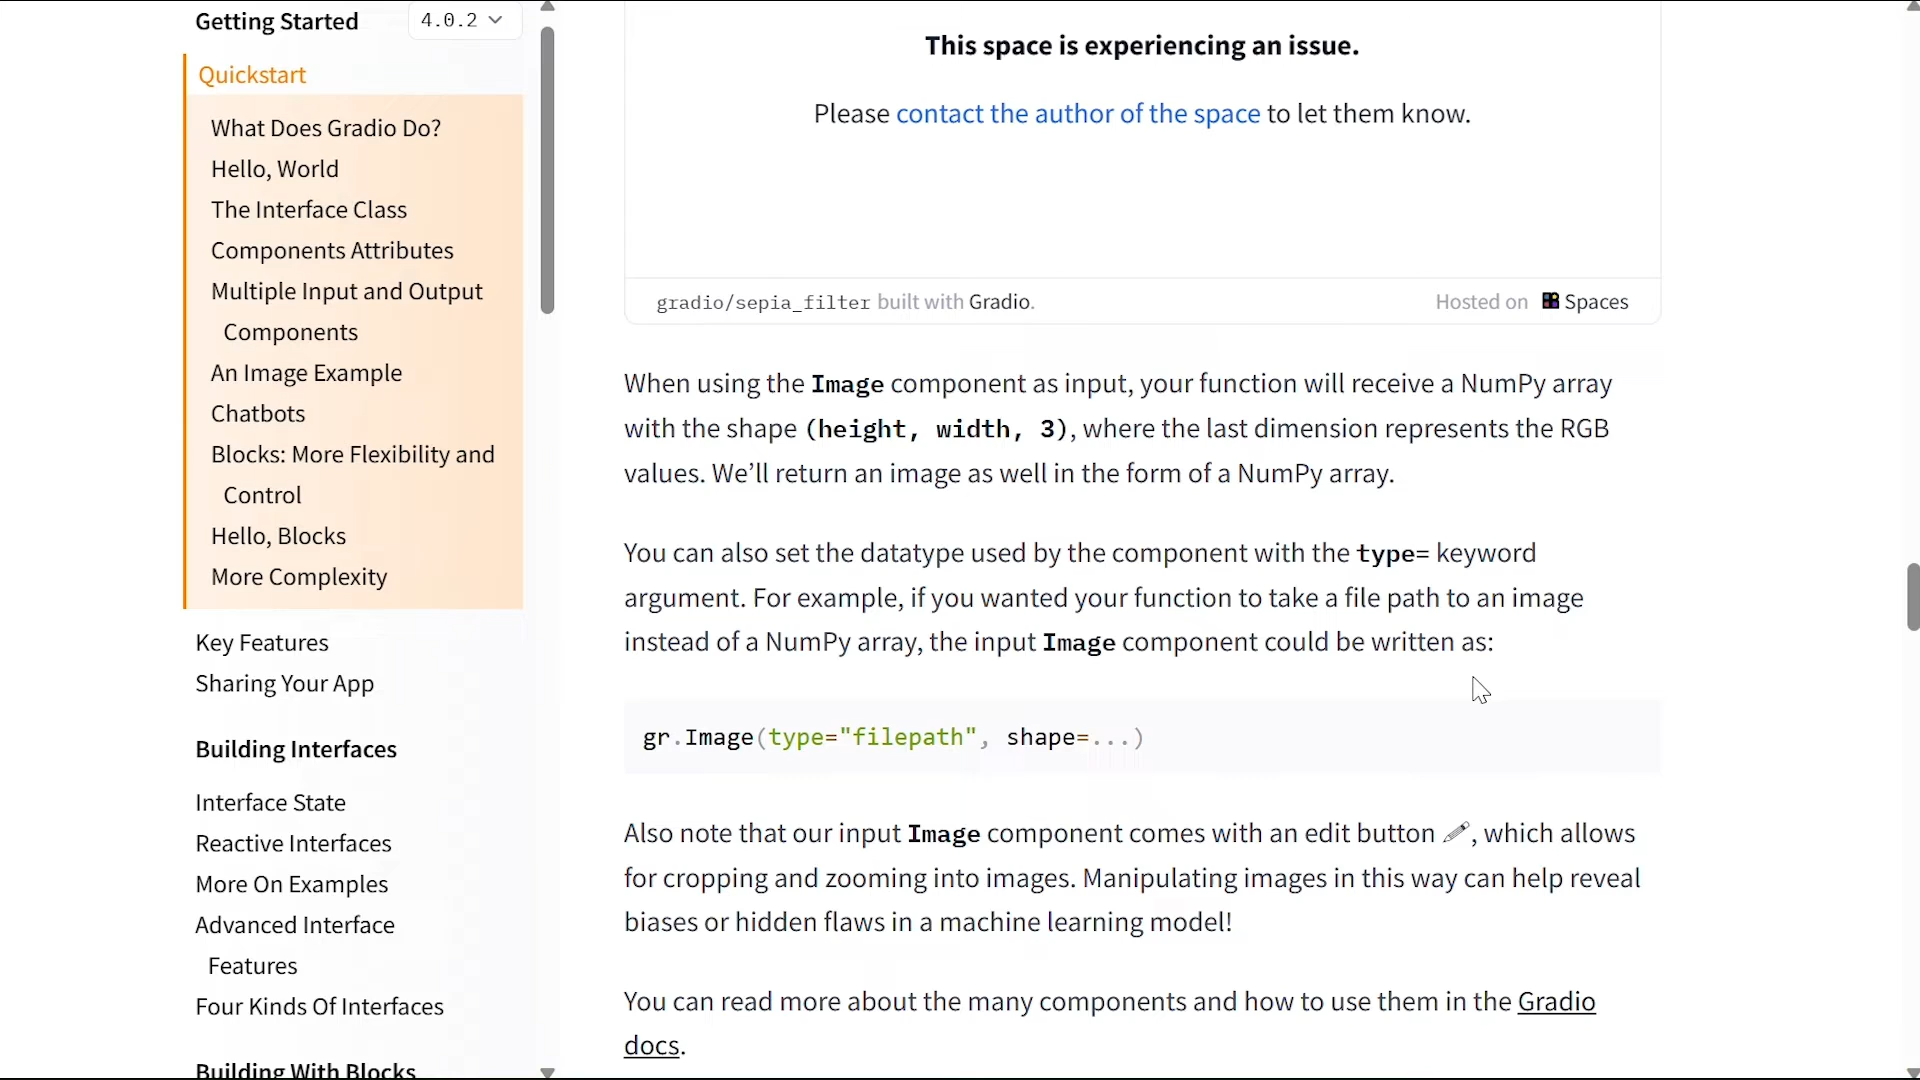 Getting Started
4.0.2
Quickstart
What Does Gradio Do?
Hello, World
The Interface Class
Components Attributes
Multiple Input and Output
Components
An Image Example
Chatbots
Blocks: More Flexibility and
Control
Hello, Blocks
More Complexity
Key Features
Sharing Your App
Building Interfaces
Interface State
Reactive Interfaces
More On Examples
Advanced Interface
Features
Four Kinds Of Interfaces
Building With Blocks
This space is experiencing an issue.
Please contact the author of the space to let them know.
gradio/sepia_filter built with Gradio.
Hosted on Spaces
When using the Image component as input, your function will receive a NumPy array
with the shape (height, width, 3), where the last dimension represents the RGB
values. We’ll return an image as well in the form of a NumPy array.
You can also set the datatype used by the component with the type= keyword
argument. For example, if you wanted your function to take a file path to an image
instead of a NumPy array, the input Image component could be written as:
gr.Image(type="filepath", shape=...)
Also note that our input Image component comes with an edit button , which allows
for cropping and zooming into images. Manipulating images in this way can help reveal
biases or hidden flaws in a machine learning model!
You can read more about the many components and how to use them in the Gradio
docs.